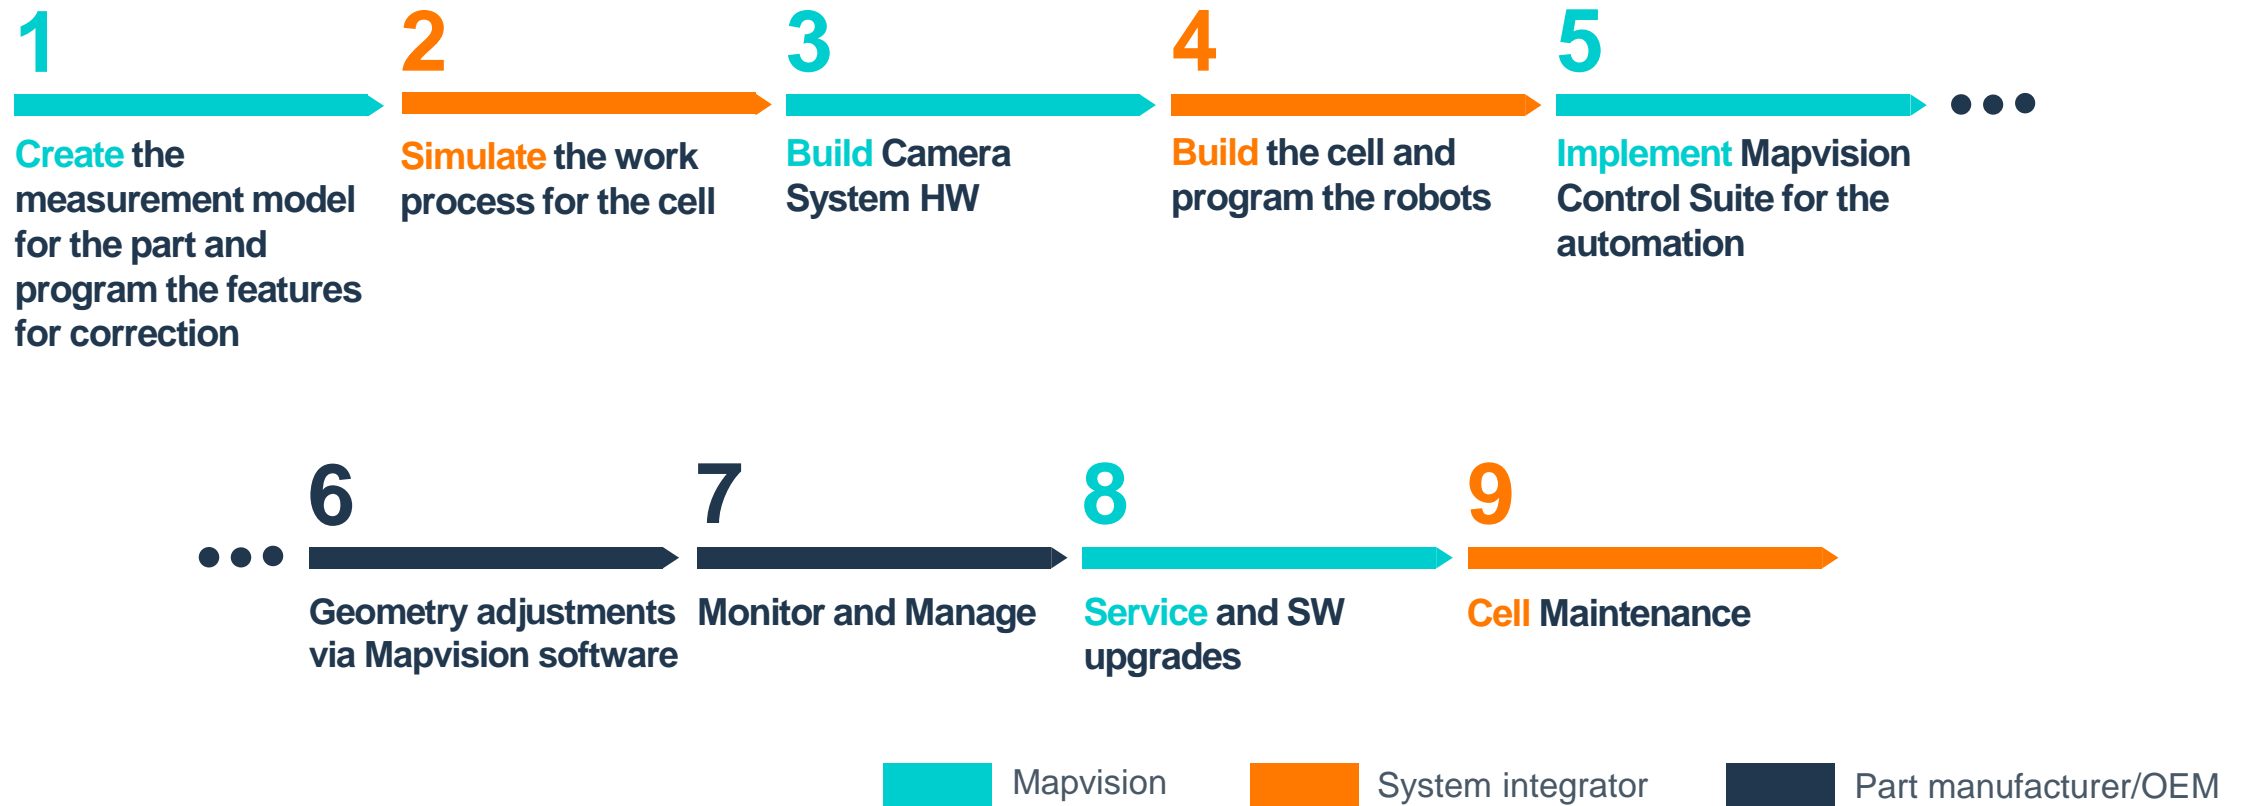 1
Create the
measurement model
for the part and
program the features
for correction
2
Simulate the work
process for the cell
3
Build Camera
System HW
4
Build the cell and
program the robots
5
Implement Mapvision
Control Suite for the
automation
6
Geometry adjustments
via Mapvision software
7
Monitor and Manage
8
Service and SW
upgrades
9
Cell Maintenance
Mapvision
System integrator
Part manufacturer/OEM